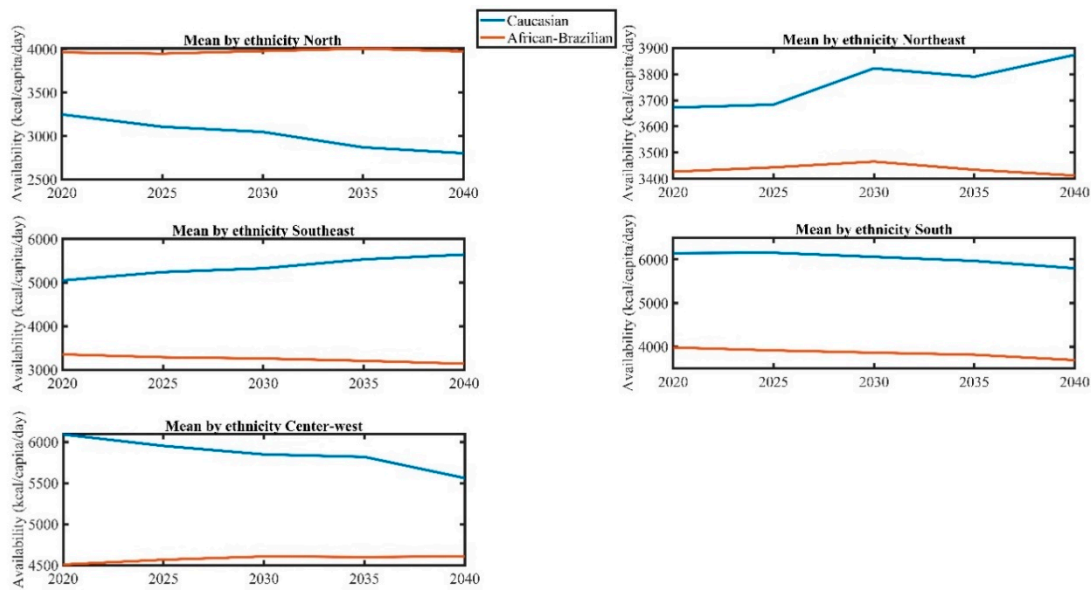 Caucasian
African-Brazilian
Mean by ethnicity North
Availability (kcal/capita/day)
4000
3500
3000
2500
2020 2025 2030 2035 2040
Mean by ethnicity Northeast
Availability (kcal/capita/day)
3900
3800
3700
3600
3500
3400
2020 2025 2030 2035 2040
Mean by ethnicity Southeast
Availability (kcal/capita/day)
6000
5000
4000
3000
2020 2025 2030 2035 2040
Mean by ethnicity South
Availability (kcal/capita/day)
6000
5000
4000
2020 2025 2030 2035 2040
Mean by ethnicity Center-west
Availability (kcal/capita/day)
6000
5500
5000
4500
2020 2025 2030 2035 2040